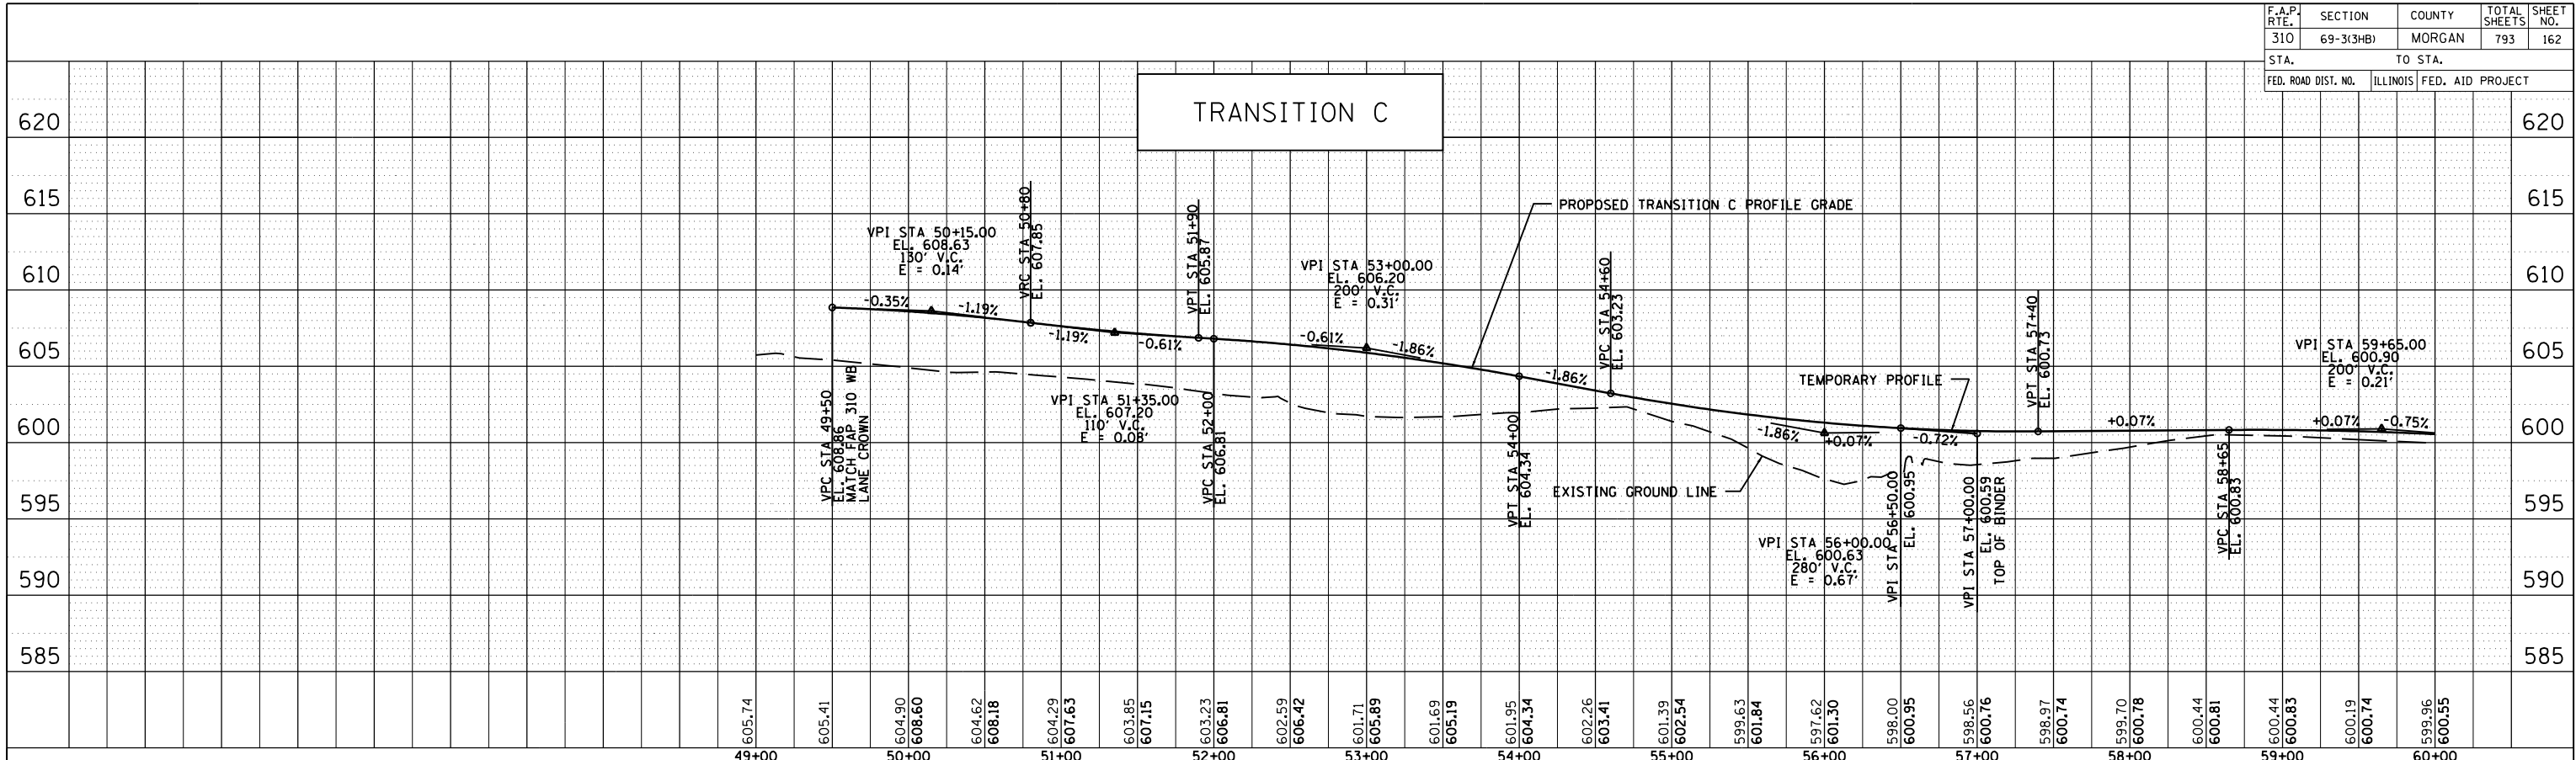 F.A.P. RTE. SECTION COUNTY TOTAL SHEETS SHEET NO.
310 69-3(3HB) MORGAN 793 162
STA. TO STA.
FED. ROAD DIST. NO. ILLINOIS FED. AID PROJECT
TRANSITION C
620 620
615 615
610 610
605 605
600 600
595 595
590 590
585 585
VPC STA 49+50
EL. 608.86
MATCH FAP 310 WB
LANE CROWN
VPI STA 50+15.00
EL. 608.63
130' V.C.
E = 0.14'
-0.35%
-1.19%
VRC STA 50+80
EL. 607.85
-1.19%
-0.61%
VPI STA 51+35.00
EL. 607.20
110' V.C.
E = 0.08'
VPT STA 51+90
EL. 605.87
VPC STA 52+00
EL. 606.81
VPI STA 53+00.00
EL. 606.20
200' V.C.
E = 0.31'
-0.61%
-1.86%
PROPOSED TRANSITION C PROFILE GRADE
VPT STA 54+00
EL. 604.34
-1.86%
VPC STA 54+60
EL. 603.23
EXISTING GROUND LINE
TEMPORARY PROFILE
-1.86%
+0.07%
VPI STA 56+00.00
EL. 600.63
280' V.C.
E = 0.67'
VPI STA 56+50.00
EL. 600.95
-0.72%
VPI STA 57+00.00
EL. 600.59
TOP OF BINDER
VPT STA 57+40
EL. 600.73
+0.07%
VPC STA 58+65
EL. 600.83
VPI STA 59+65.00
EL. 600.90
200' V.C.
E = 0.21'
+0.07%
-0.75%
605.74
605.41
604.90
608.60
604.62
608.18
604.29
607.63
603.85
607.15
603.23
606.81
602.59
606.42
601.71
605.89
601.69
605.19
601.95
604.34
602.26
603.41
601.39
602.54
599.63
601.84
597.62
601.30
598.00
600.95
598.56
600.76
598.97
600.74
599.70
600.78
600.44
600.81
600.44
600.83
600.19
600.74
599.96
600.55
49+00 50+00 51+00 52+00 53+00 54+00 55+00 56+00 57+00 58+00 59+00 60+00